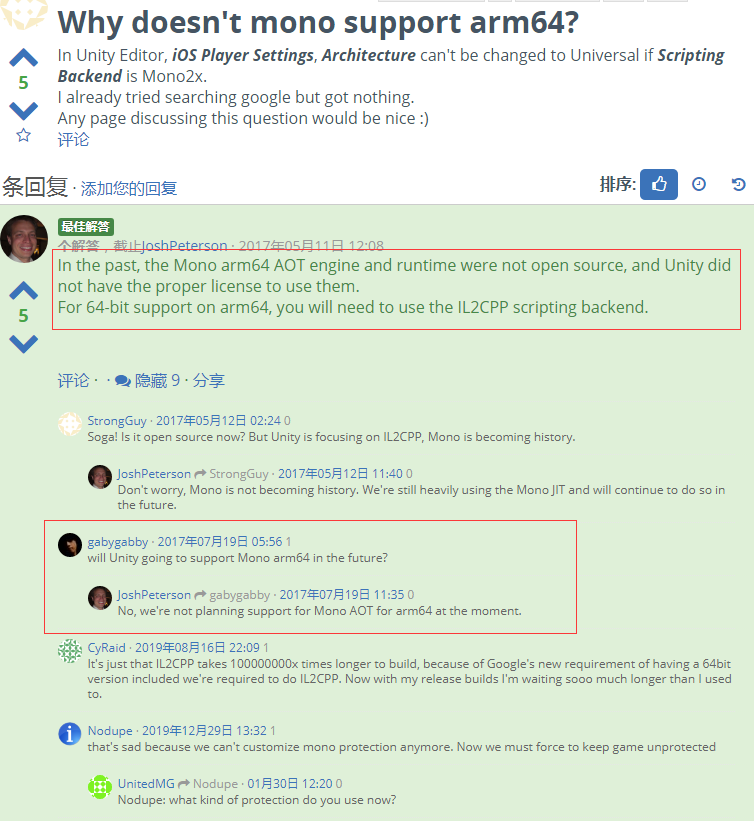 Why doesn't mono support arm64?
In Unity Editor, iOS Player Settings, Architecture can't be changed to Universal if Scripting
Backend is Mono2x.
I already tried searching google but got nothing.
Any page discussing this question would be nice :)
5
评论
条回复 · 添加您的回复
排序:
最佳解答
个解答，截止JoshPeterson · 2017年05月11日 12:08
In the past, the Mono arm64 AOT engine and runtime were not open source, and Unity did
not have the proper license to use them.
For 64-bit support on arm64, you will need to use the IL2CPP scripting backend.
5
评论 · · 隐藏 9 · 分享
StrongGuy · 2017年05月12日 02:24 0
Soga! Is it open source now? But Unity is focusing on IL2CPP, Mono is becoming history.
JoshPeterson StrongGuy · 2017年05月12日 11:40 0
Don't worry, Mono is not becoming history. We're still heavily using the Mono JIT and will continue to do so in
the future.
gabygabby · 2017年07月19日 05:56 1
will Unity going to support Mono arm64 in the future?
JoshPeterson gabygabby · 2017年07月19日 11:35 0
No, we're not planning support for Mono AOT for arm64 at the moment.
CyRaid · 2019年08月16日 22:09 1
It's just that IL2CPP takes 100000000x times longer to build, because of Google's new requirement of having a 64bit
version included we're required to do IL2CPP. Now with my release builds I'm waiting sooo much longer than I used
to.
Nodupe · 2019年12月29日 13:32 1
that's sad because we can't customize mono protection anymore. Now we must force to keep game unprotected
UnitedMG Nodupe · 01月30日 12:20 0
Nodupe: what kind of protection do you use now?